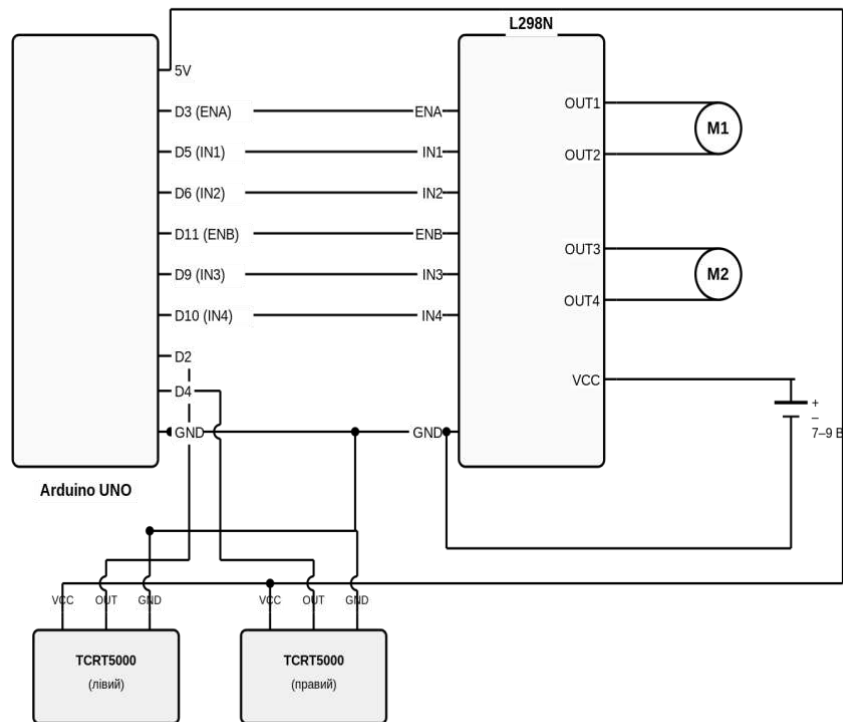 L298N
5V
OUT1
D3 (ENA)
ENA
M1
D5 (IN1)
IN1
OUT2
D6 (IN2)
IN2
D11 (ENB)
ENB
OUT3
D9 (IN3)
IN3
M2
OUT4
D10 (IN4)
IN4
D2
VCC
D4
+
–
GND
GND
7–9 В
Arduino UNO
VCC OUT GND
VCC OUT GND
TCRT5000
(лівий)
TCRT5000
(правий)